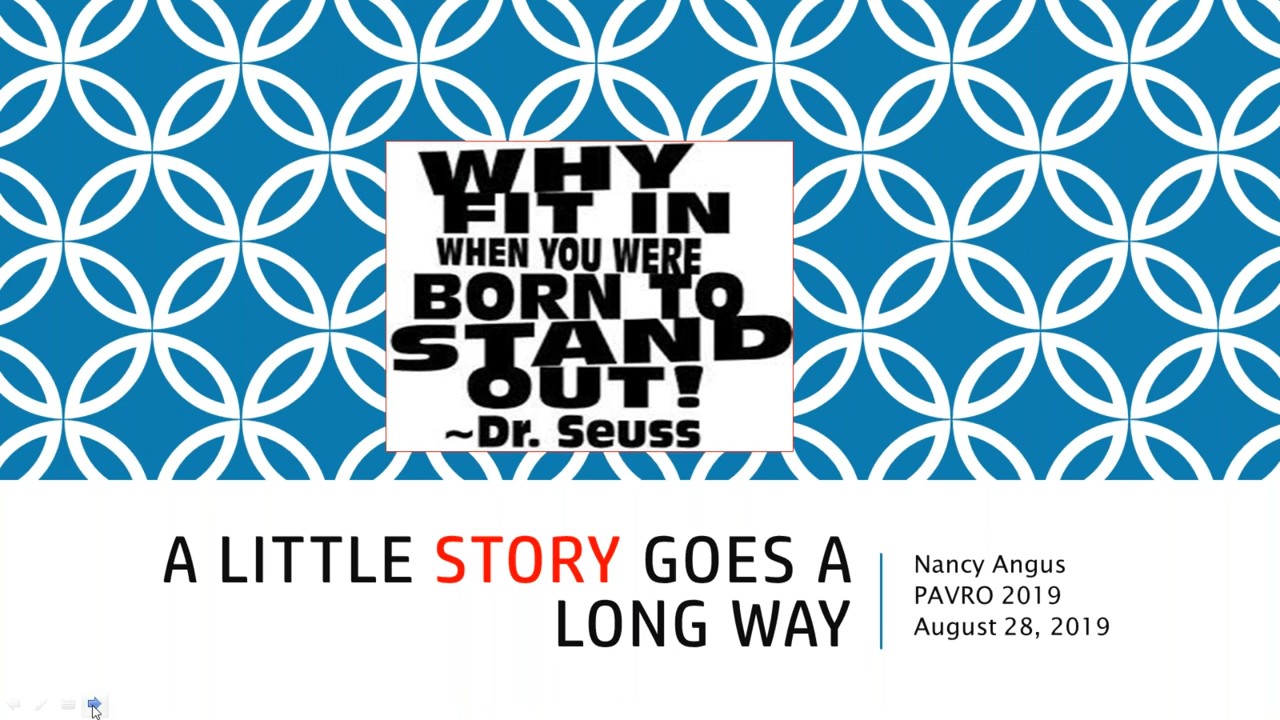 WHY
FIT IN
WHEN YOU WERE
BORN TO
STAND
OUT!
~Dr. Seuss
A LITTLE STORY GOES A
LONG WAY
Nancy Angus
PAVRO 2019
August 28, 2019